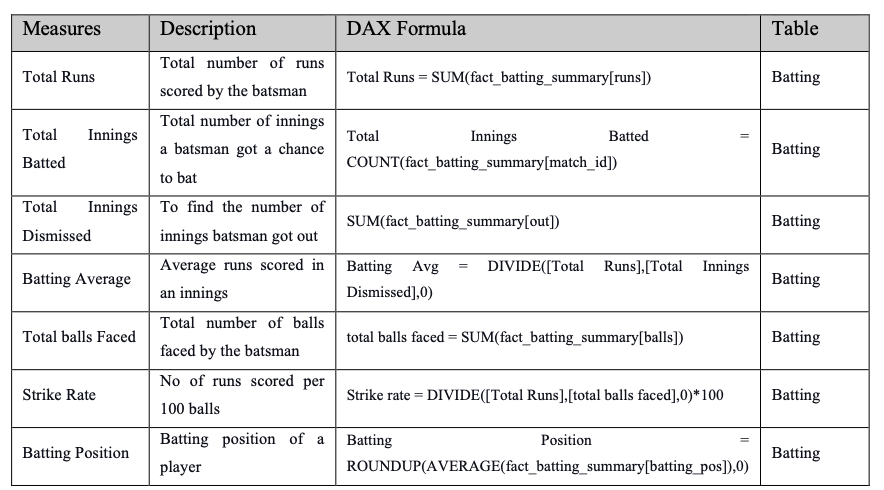 Measures Description DAX Formula Table
Total Runs
Total number of runs
scored by the batsman
Total Runs = SUM(fact_batting_summary[runs])
Batting
Total Innings
Batted
Total number of innings
a batsman got a chance
to bat
Total Innings Batted =
COUNT(fact_batting_summary[match_id])
Batting
Total Innings
Dismissed
To find the number of
innings batsman got out
SUM(fact_batting_summary[out])
Batting
Batting Average
Average runs scored in
an innings
Batting Avg = DIVIDE([Total Runs],[Total Innings
Dismissed],0)
Batting
Total balls Faced
Total number of balls
faced by the batsman
total balls faced = SUM(fact_batting_summary[balls])
Batting
Strike Rate
No of runs scored per
100 balls
Strike rate = DIVIDE([Total Runs],[total balls faced],0)*100
Batting
Batting Position
Batting position of a
player
Batting Position =
ROUNDUP(AVERAGE(fact_batting_summary[batting_pos]),0)
Batting